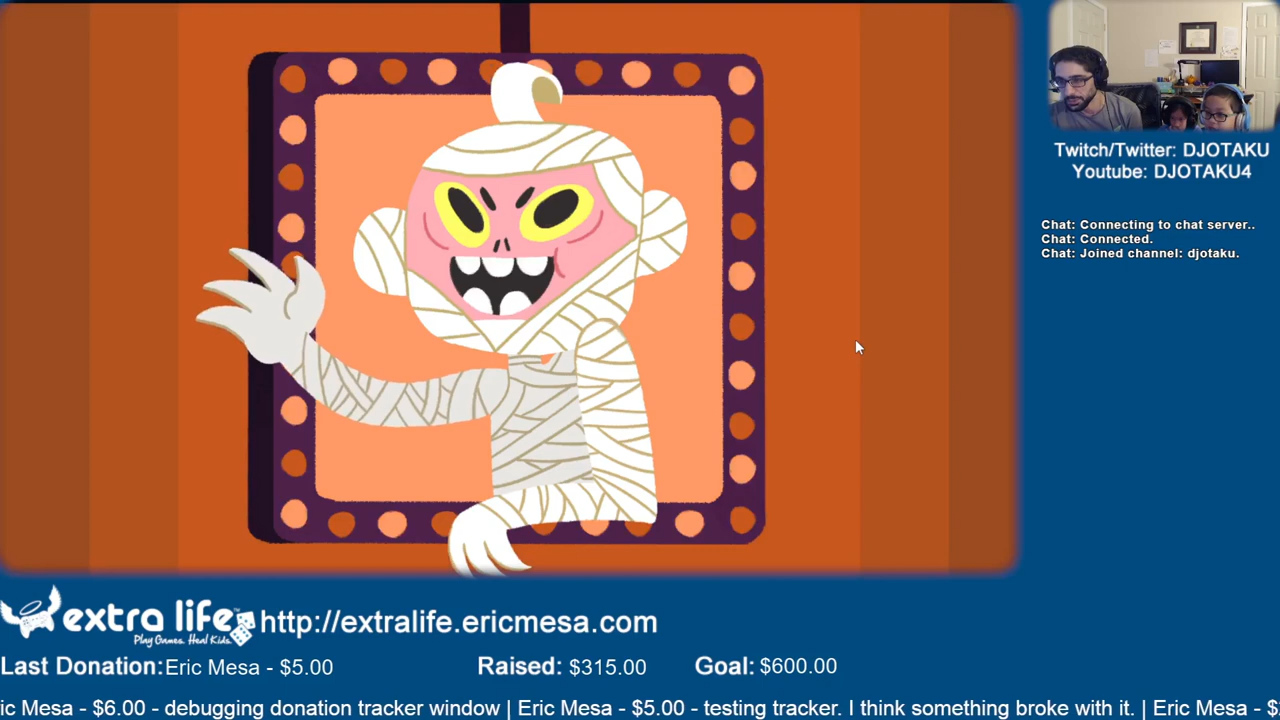 Twitch/Twitter: DJOTAKU
Youtube: DJOTAKU4
Chat: Connecting to chat server..
Chat: Connected.
Chat: Joined channel: djotaku.
extra life™ http://extralife.ericmesa.com
Play Games. Heal Kids.
Last Donation: Eric Mesa - $5.00 Raised: $315.00 Goal: $600.00
ic Mesa - $6.00 - debugging donation tracker window | Eric Mesa - $5.00 - testing tracker. I think something broke with it. | Eric Mesa - $